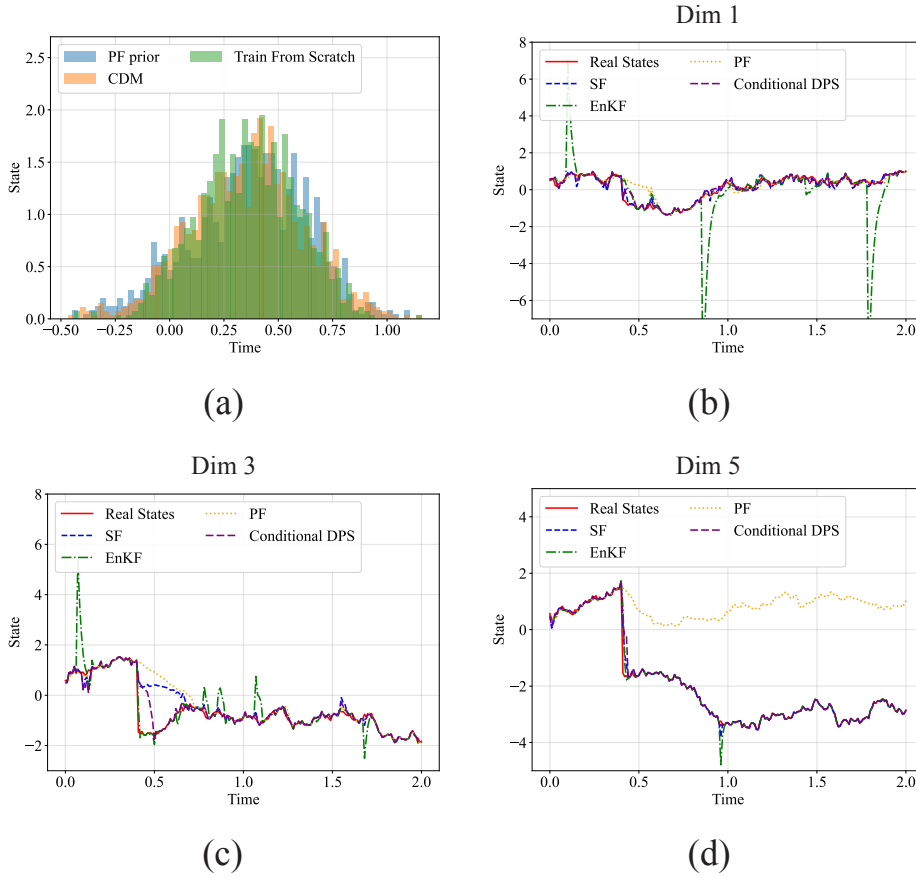 Dim 1
PF prior
CDM
Train From Scratch
State
2.5
2.0
1.5
1.0
0.5
0.0
−0.50
−0.25
0.00
0.25
0.50
0.75
1.00
Time
(a)
Real States
SF
EnKF
PF
Conditional DPS
State
8
6
4
2
0
−2
−4
−6
0.0
0.5
1.0
1.5
2.0
Time
(b)
Dim 3
Real States
SF
EnKF
PF
Conditional DPS
State
8
6
4
2
0
−2
0.0
0.5
1.0
1.5
2.0
Time
(c)
Dim 5
Real States
SF
EnKF
PF
Conditional DPS
State
4
2
0
−2
−4
0.0
0.5
1.0
1.5
2.0
Time
(d)